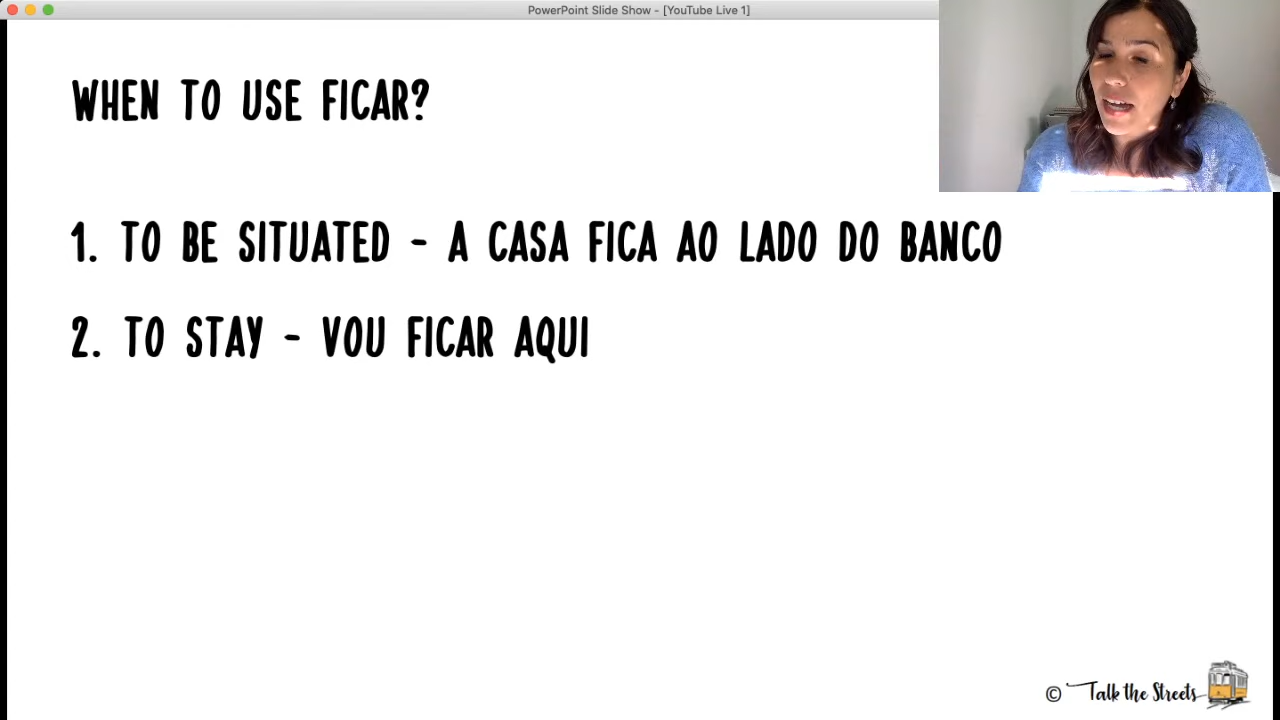 PowerPoint Slide Show - [YouTube Live 1]
WHEN TO USE FICAR?
1. TO BE SITUATED - A CASA FICA AO LADO DO BANCO
2. TO STAY - VOU FICAR AQUI
© Talk the Streets